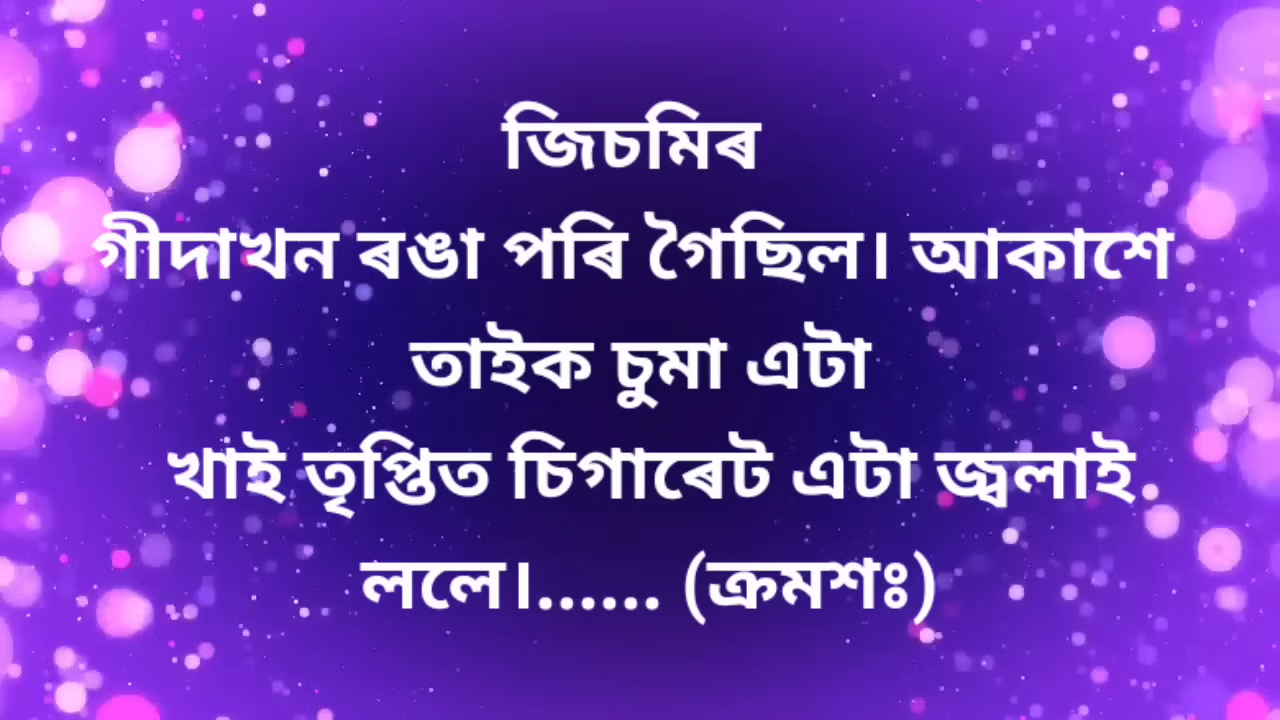 জিচমিৰ
গীদাখন ৰঙা পৰি গৈছিল। আকাশে
তাইক চুমা এটা
খাই তৃপ্তিত চিগাৰেট এটা জ্বলাই
ললে।...... (ক্ৰমশঃ)